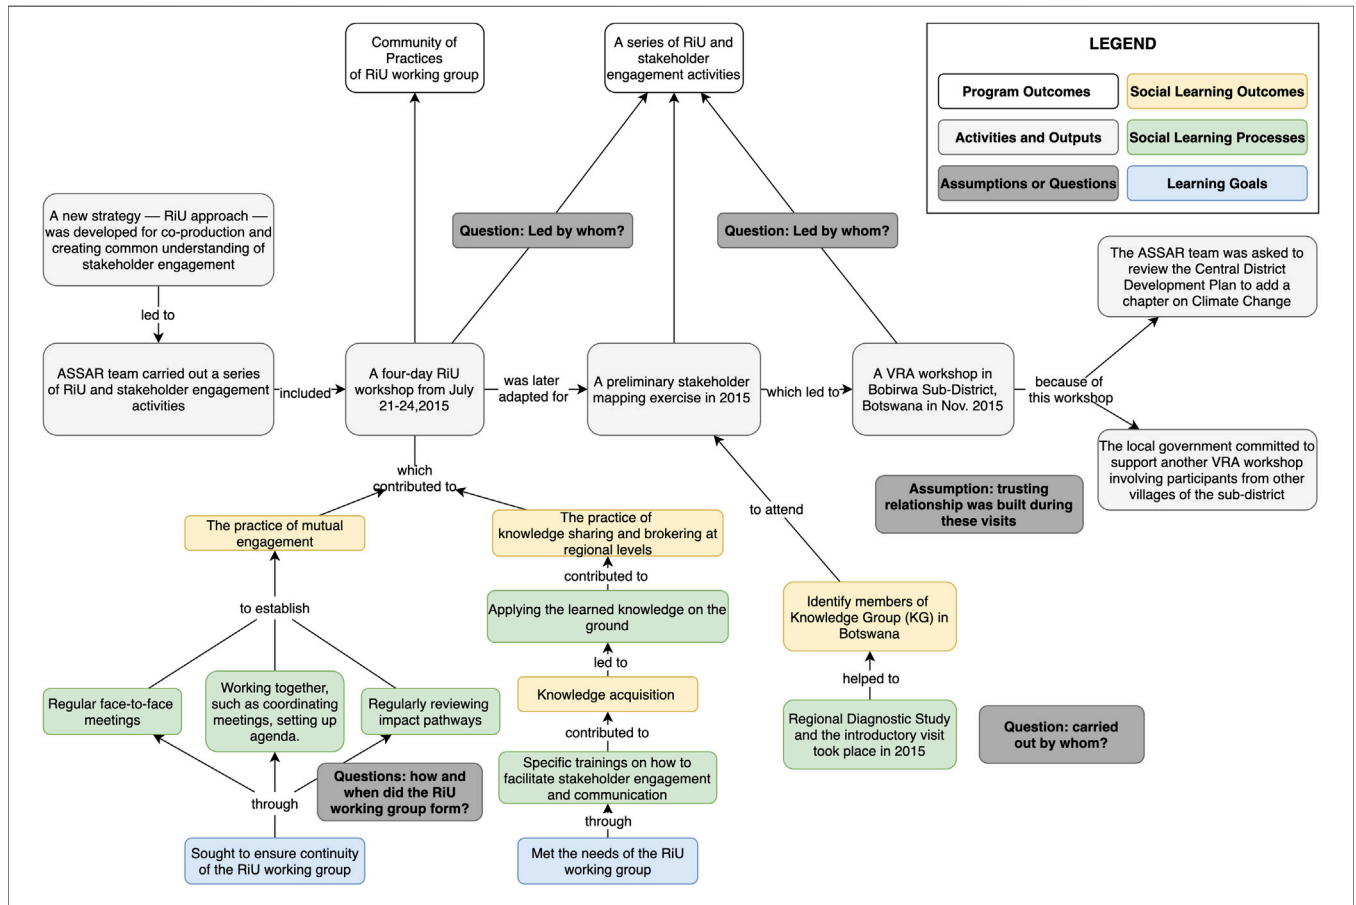 Community of
Practices
of RiU working group
A series of RiU and
stakeholder
engagement activities
LEGEND
Program Outcomes
Social Learning Outcomes
Activities and Outputs
Social Learning Processes
Assumptions or Questions
Learning Goals
A new strategy — RiU approach —
was developed for co-production and
creating common understanding of
stakeholder engagement
Question: Led by whom?
Question: Led by whom?
The ASSAR team was asked to
review the Central District
Development Plan to add a
chapter on Climate Change
led to
ASSAR team carried out a series
of RiU and stakeholder engagement
activities
included
A four-day RiU
workshop from July
21-24,2015
was later
adapted for
A preliminary stakeholder
mapping exercise in 2015
which led to
A VRA workshop in
Bobirwa Sub-District,
Botswana in Nov. 2015
because of
this workshop
The local government committed to
support another VRA workshop
involving participants from other
villages of the sub-district
which
contributed to
Assumption: trusting
relationship was built during
these visits
to attend
The practice of mutual
engagement
The practice of
knowledge sharing and brokering at
regional levels
contributed to
to establish
Applying the learned knowledge on the
ground
Identify members of
Knowledge Group (KG) in
Botswana
led to
helped to
Regular face-to-face
meetings
Working together,
such as coordinating
meetings, setting up
agenda.
Regularly reviewing
impact pathways
Knowledge acquisition
contributed to
Regional Diagnostic Study
and the introductory visit
took place in 2015
Question: carried
out by whom?
Questions: how and
when did the RiU
working group form?
Specific trainings on how to
facilitate stakeholder engagement
and communication
through
through
Sought to ensure continuity
of the RiU working group
Met the needs of the RiU
working group